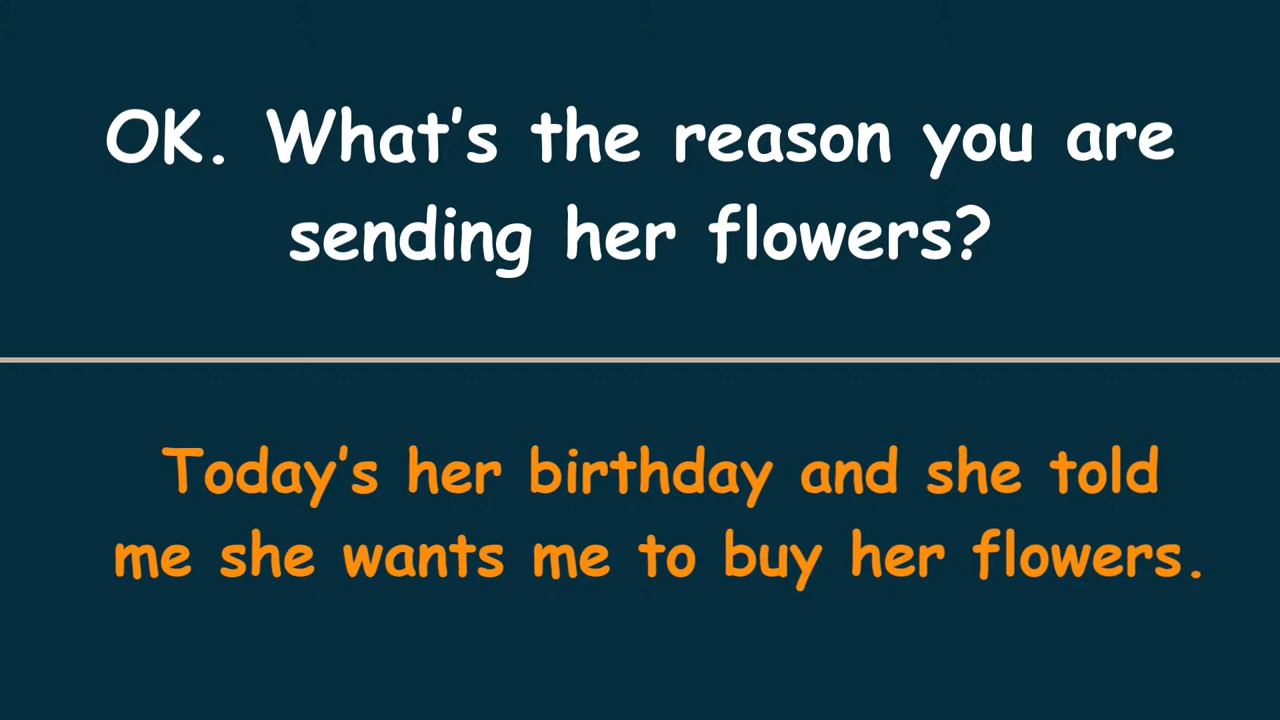 OK. What's the reason you are
sending her flowers?
Today's her birthday and she told
me she wants me to buy her flowers.